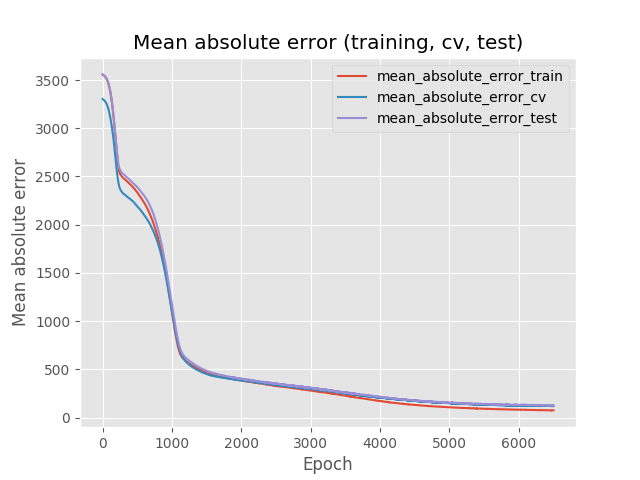 Mean absolute error (training, cv, test)
mean_absolute_error_train
mean_absolute_error_cv
mean_absolute_error_test
Mean absolute error
3500
3000
2500
2000
1500
1000
500
0
0 1000 2000 3000 4000 5000 6000
Epoch